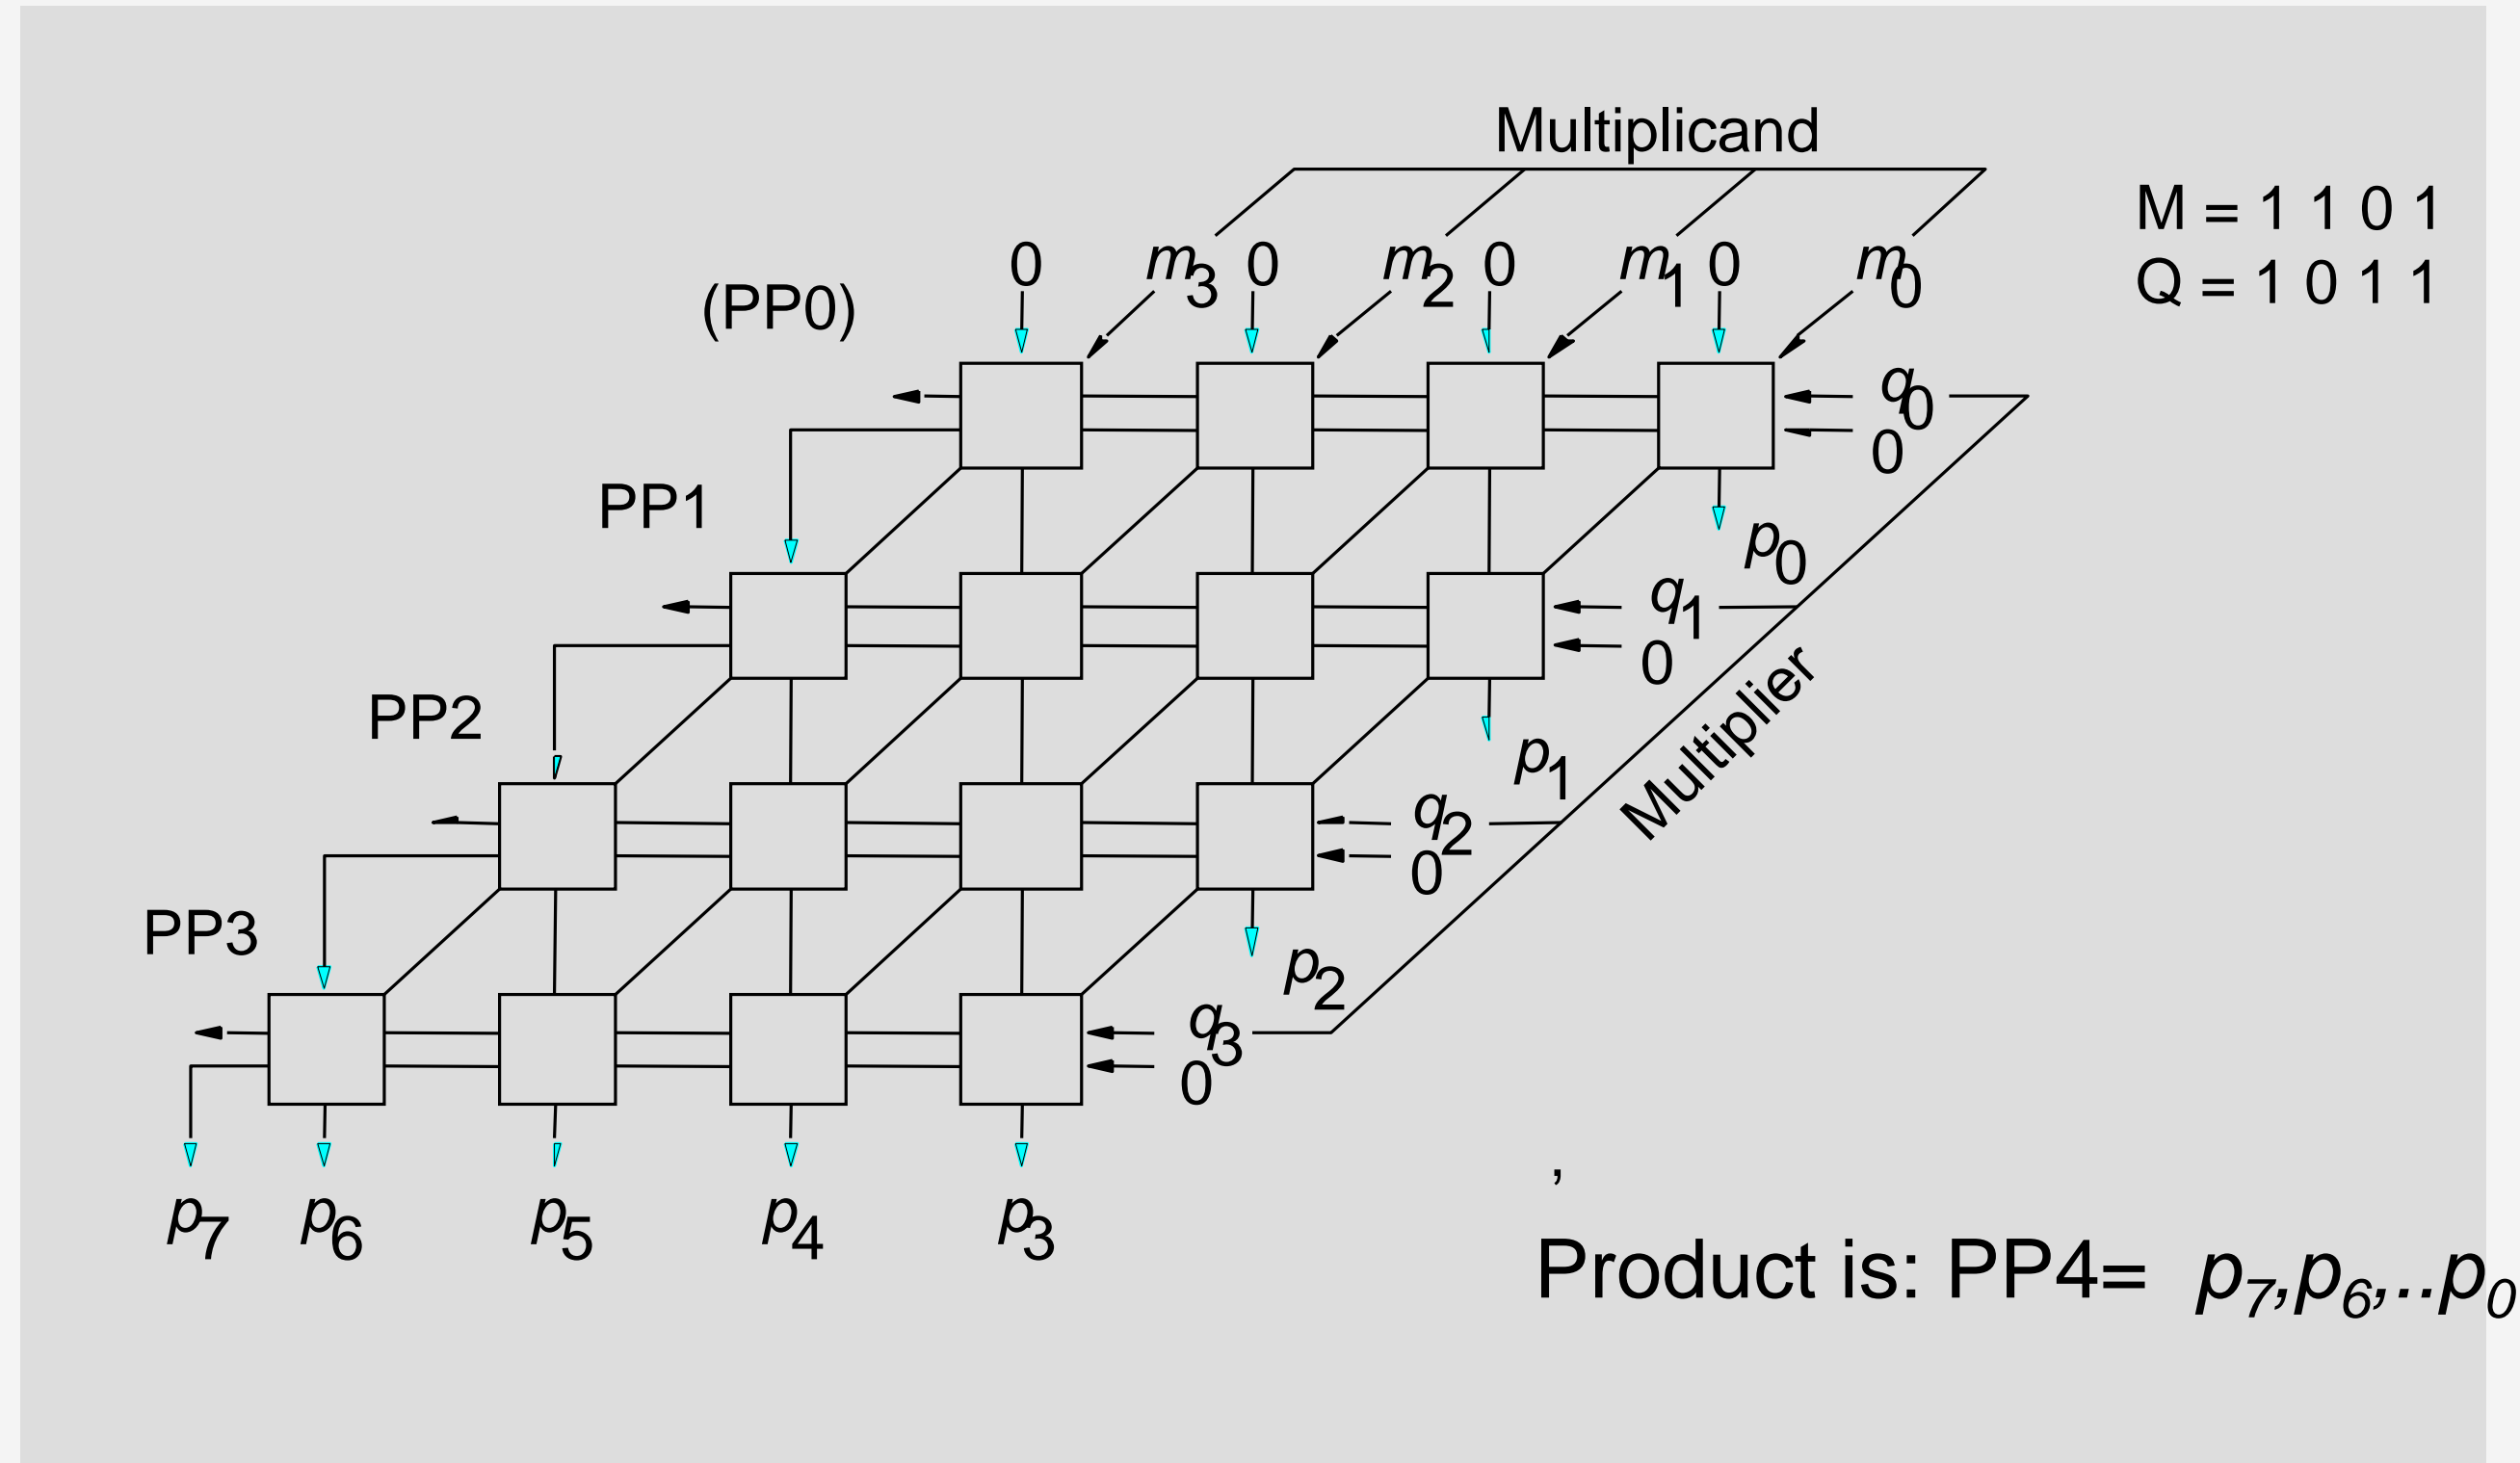 Multiplicand
M = 1 1 0 1
0 m3 0 m2 0 m1 0 m0
Q = 1 0 1 1
(PP0)
q0
0
PP1
p0
q1
0
PP2
p1
Multiplier
q2
0
PP3
p2
q3
0
,
p7 p6 p5 p4 p3
Product is: PP4= p7,p6,..p0